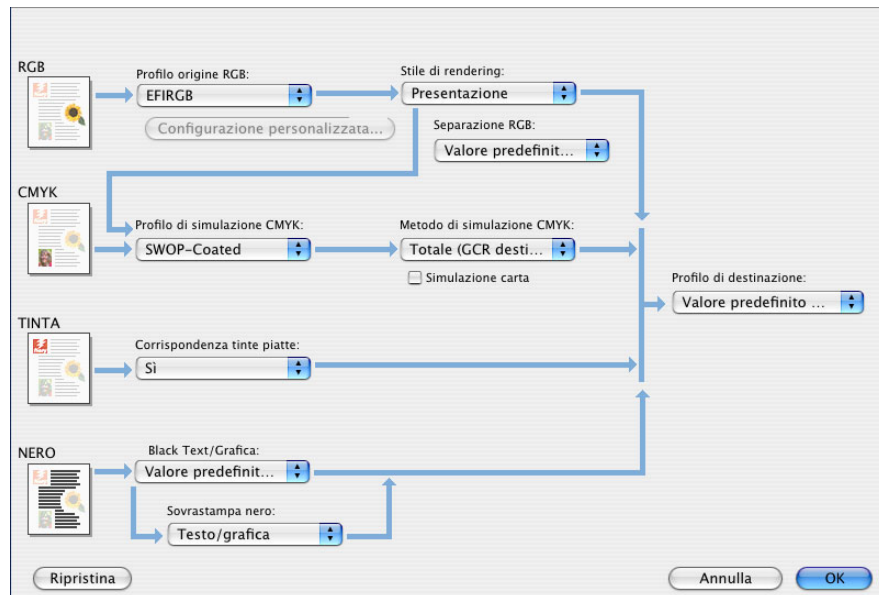 RGB
Profilo origine RGB:
EFIRGB
Configurazione personalizzata...
Stile di rendering:
Presentazione
Separazione RGB:
Valore predefinit...
CMYK
Profilo di simulazione CMYK:
SWOP-Coated
Metodo di simulazione CMYK:
Totale (GCR desti...
Simulazione carta
Profilo di destinazione:
Valore predefinito ...
TINTA
Corrispondenza tinte piatte:
Sì
NERO
Black Text/Grafica:
Valore predefinit...
Sovrastampa nero:
Testo/grafica
Ripristina
Annulla
OK